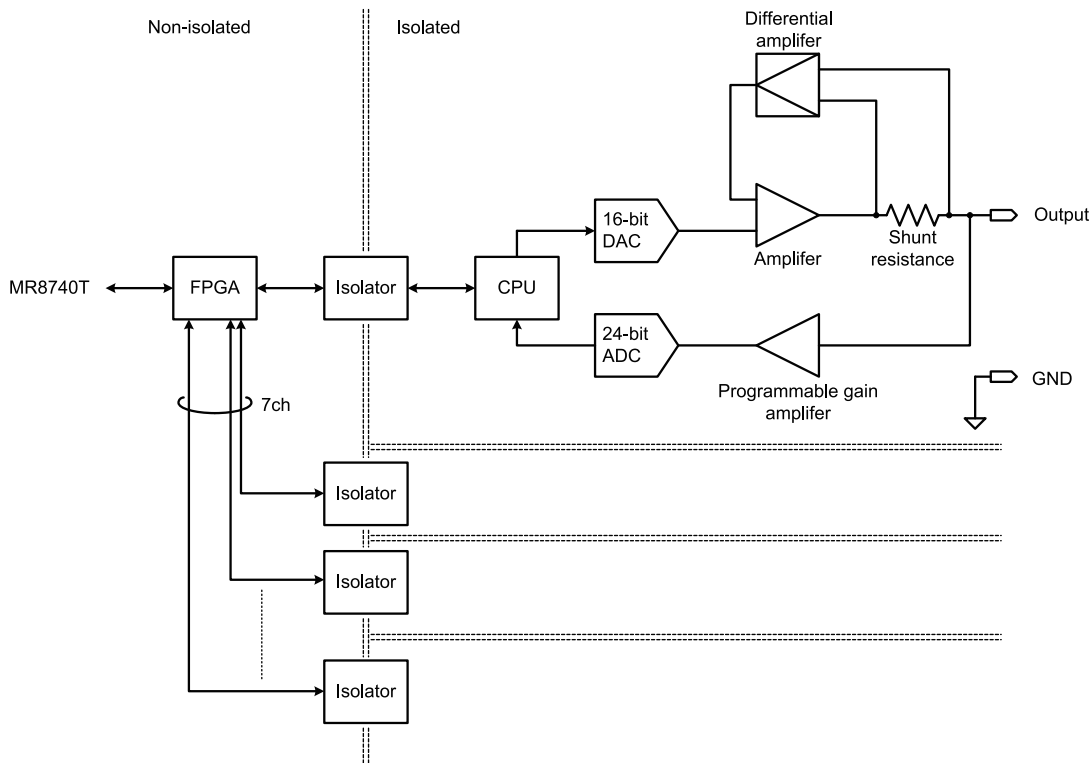 Non-isolated
Isolated
Differential
amplifer
16-bit
DAC
Amplifer
Shunt
resistance
Output
MR8740T
FPGA
Isolator
CPU
24-bit
ADC
Programmable gain
amplifer
GND
7ch
Isolator
Isolator
Isolator